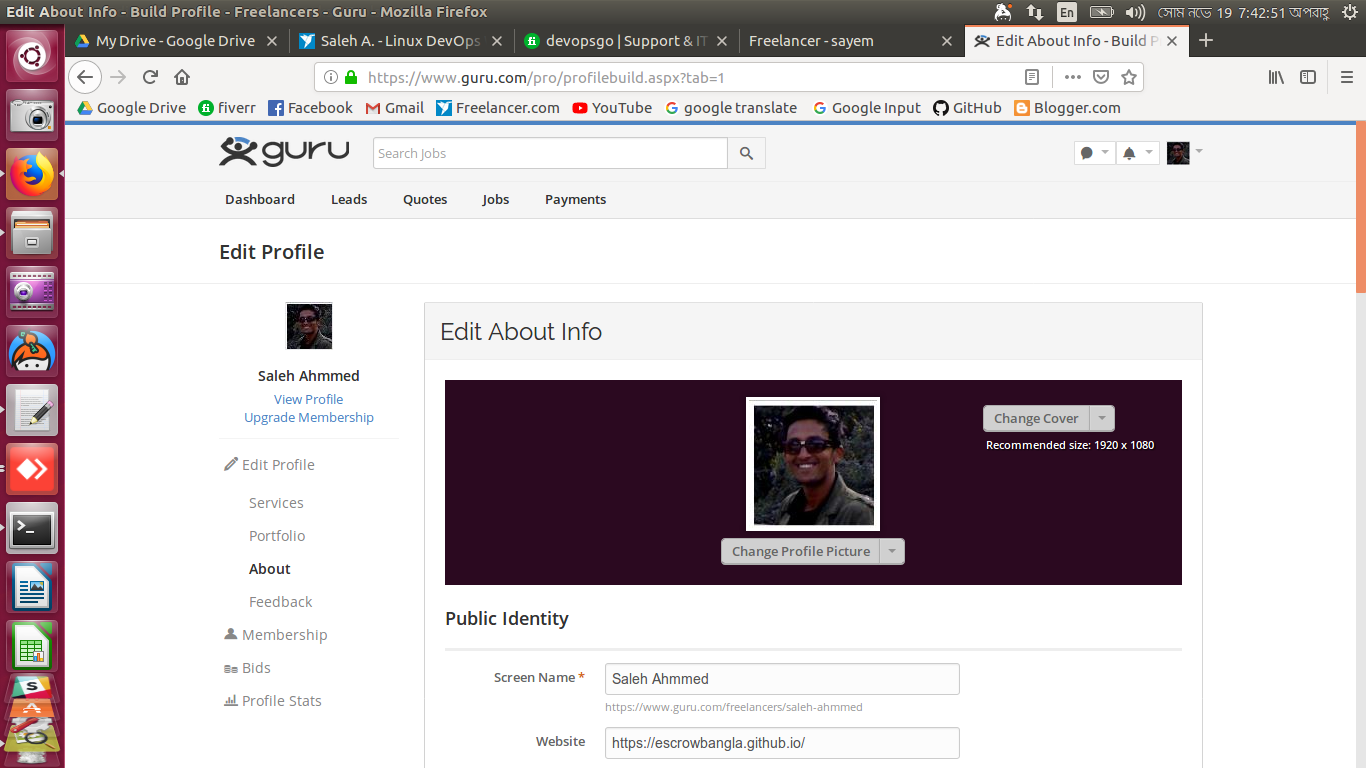 Edit About Info - Build Profile - Freelancers - Guru - Mozilla Firefox
En
সোম নভে 19 7:42:51 অপরাহ্ণ
My Drive - Google Drive
Saleh A. - Linux DevOps
devopsgo | Support & IT
Freelancer - sayem
Edit About Info - Build P
https://www.guru.com/pro/profilebuild.aspx?tab=1
Google Drive
fiverr
Facebook
Gmail
Freelancer.com
YouTube
google translate
Google Input
GitHub
Blogger.com
guru
Search Jobs
Dashboard
Leads
Quotes
Jobs
Payments
Edit Profile
Saleh Ahmmed
View Profile
Upgrade Membership
Edit Profile
Services
Portfolio
About
Feedback
Membership
Bids
Profile Stats
Edit About Info
Change Cover
Recommended size: 1920 x 1080
Change Profile Picture
Public Identity
Screen Name *
Saleh Ahmmed
https://www.guru.com/freelancers/saleh-ahmmed
Website
https://escrowbangla.github.io/